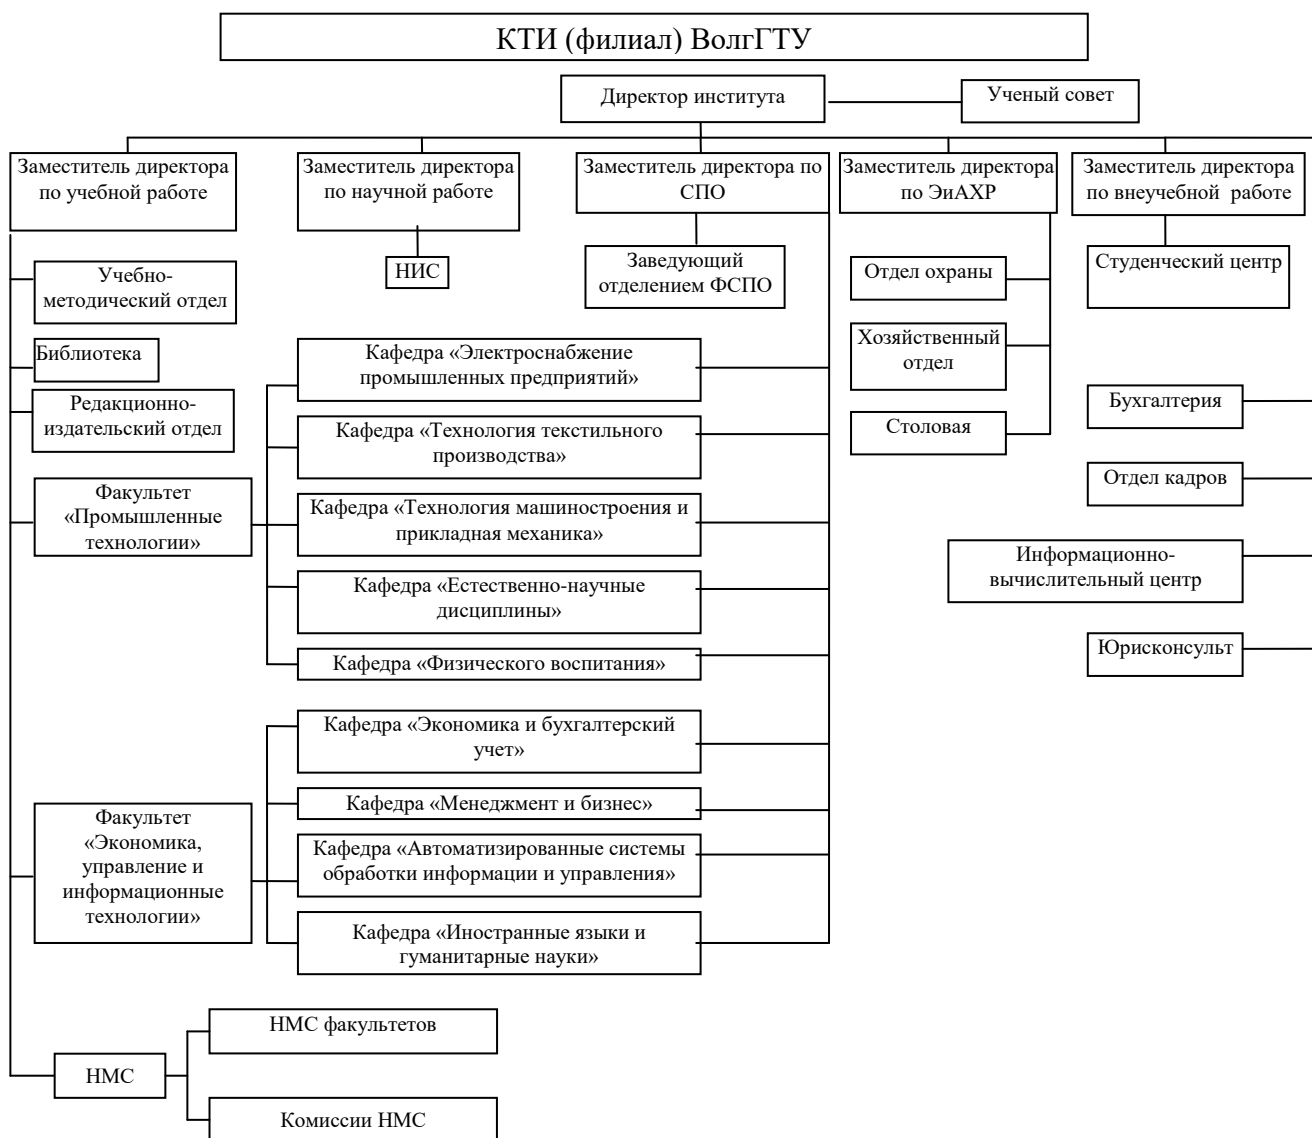 КТИ (филиал) ВолгГТУ
Директор института
Ученый совет
Заместитель директора
по учебной работе
Заместитель директора
по научной работе
Заместитель директора по
СПО
Заместитель директора
по ЭиАХР
Заместитель директора
по внеучебной работе
Учебно-
методический отдел
НИС
Заведующий
отделением ФСПО
Отдел охраны
Студенческий центр
Библиотека
Кафедра «Электроснабжение
промышленных предприятий»
Хозяйственный
отдел
Редакционно-
издательский отдел
Кафедра «Технология текстильного
производства»
Столовая
Бухгалтерия
Факультет
«Промышленные
технологии»
Кафедра «Технология машиностроения и
прикладная механика»
Отдел кадров
Кафедра «Естественно-научные
дисциплины»
Информационно-
вычислительный центр
Кафедра «Физического воспитания»
Юрисконсульт
Кафедра «Экономика и бухгалтерский
учет»
Факультет
«Экономика,
управление и
информационные
технологии»
Кафедра «Менеджмент и бизнес»
Кафедра «Автоматизированные системы
обработки информации и управления»
Кафедра «Иностранные языки и
гуманитарные науки»
НМС факультетов
НМС
Комиссии НМС